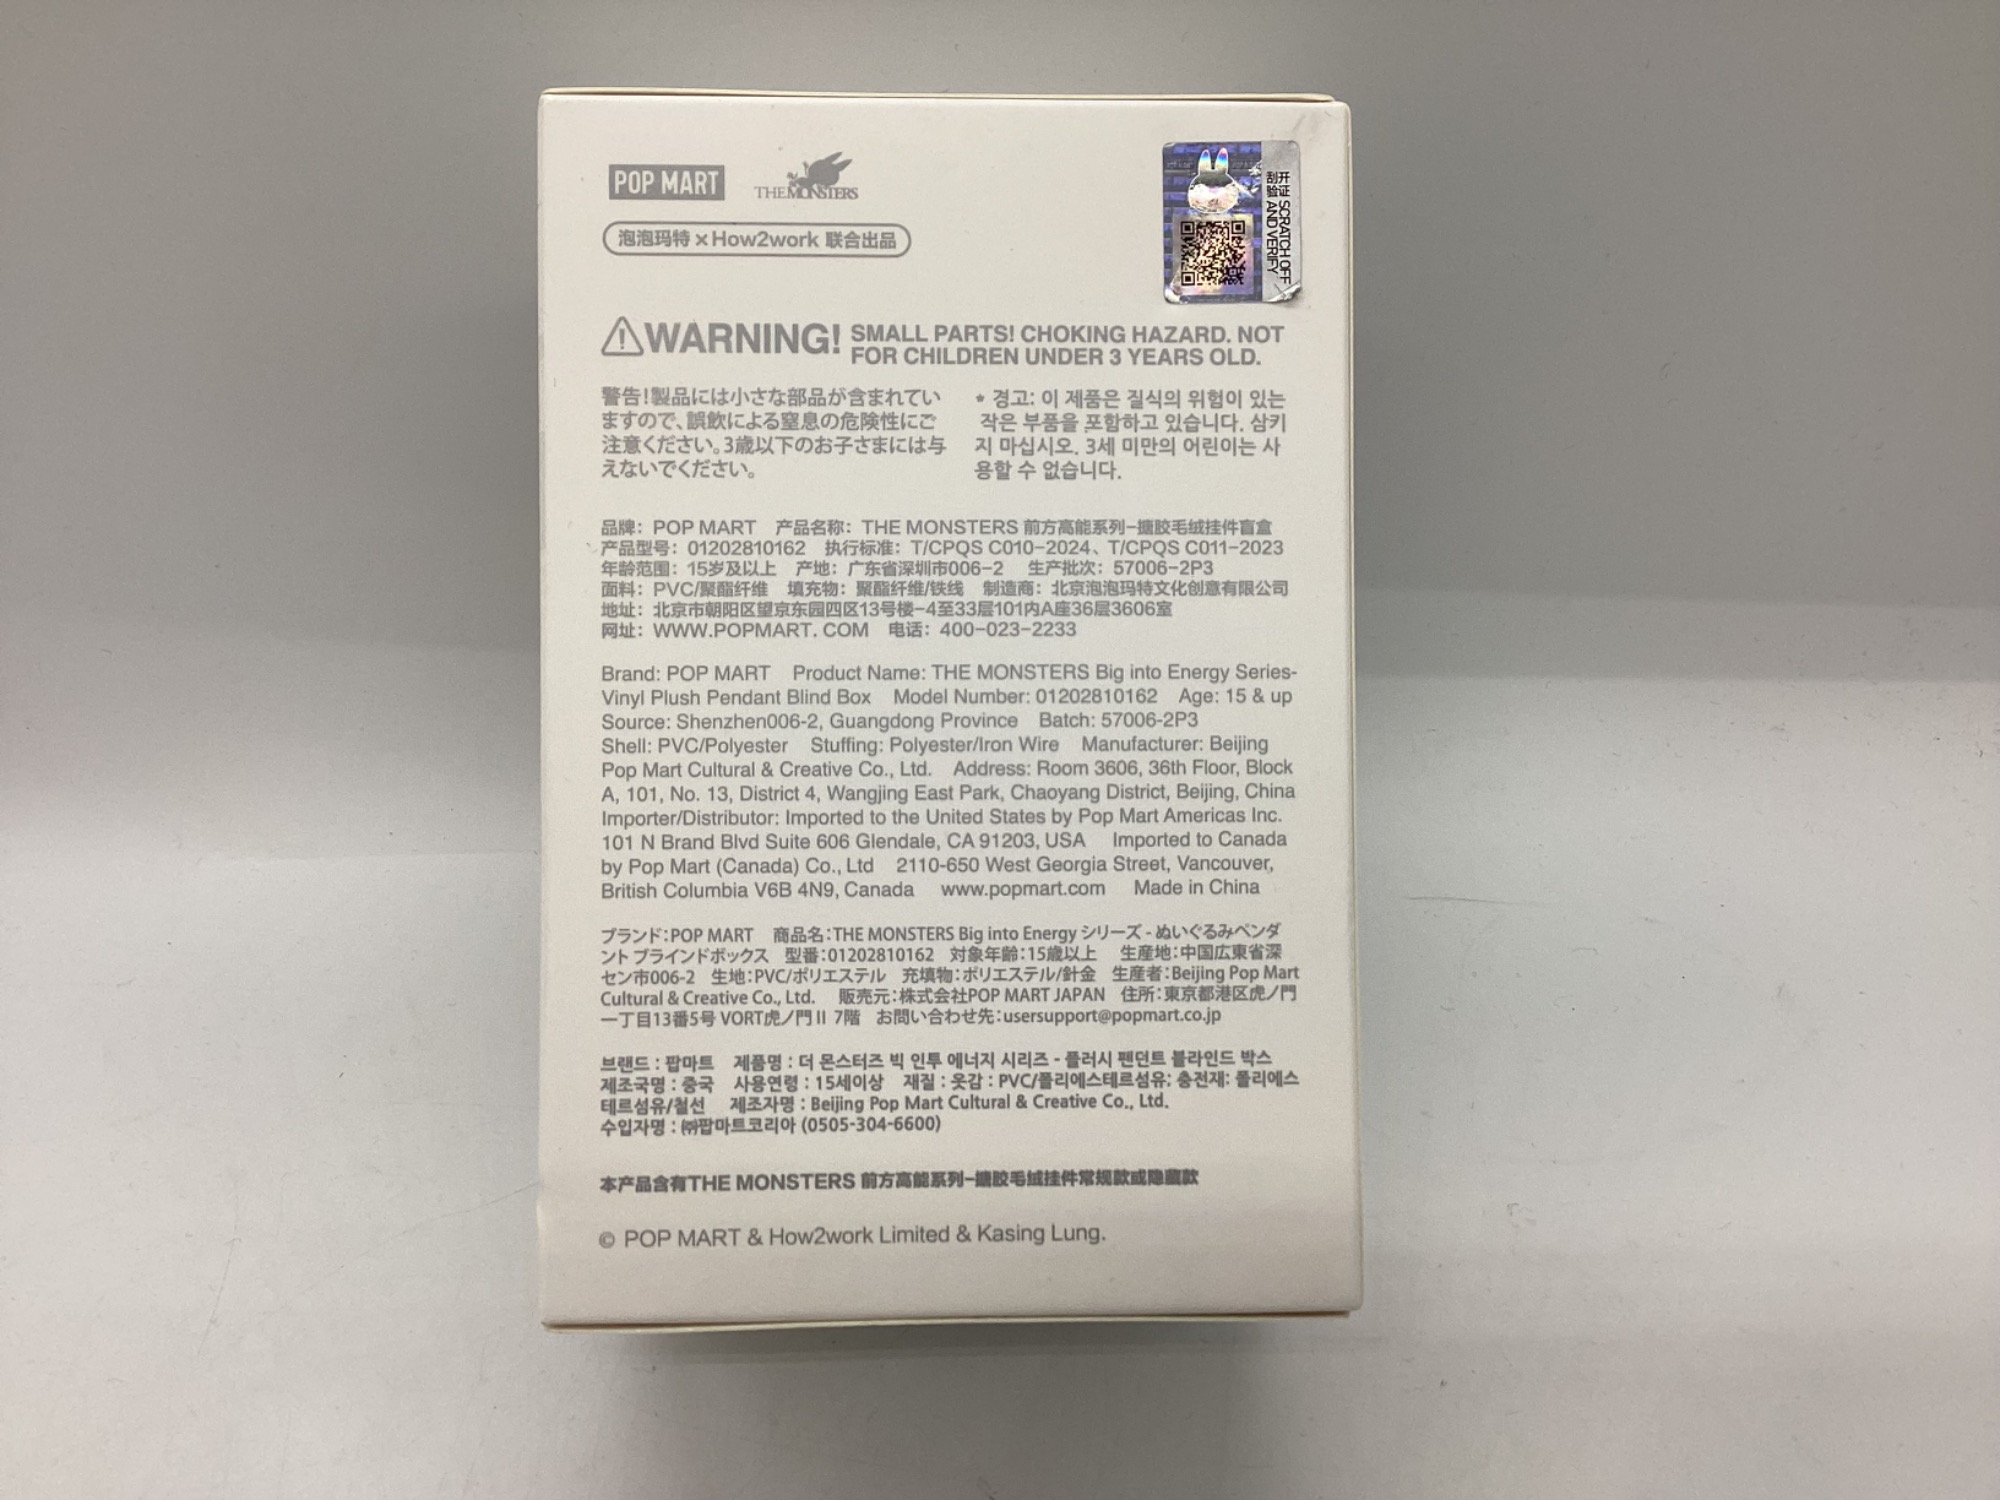 POP MART
THE MONSTERS
泡泡玛特×How2work 联合出品
开 SCRATCH OFF
刮
验证 AND VERIFY
WARNING! SMALL PARTS! CHOKING HAZARD. NOT
FOR CHILDREN UNDER 3 YEARS OLD.
警告!製品には小さな部品が含まれてい
ますので、誤飲による窒息の危険性にご
注意ください。3歳以下のお子さまには与
えないでください。
* 경고: 이 제품은 질식의 위험이 있는
작은 부품을 포함하고 있습니다. 삼키
지 마십시오. 3세 미만의 어린이는 사
용할 수 없습니다.
品牌：POP MART 产品名称：THE MONSTERS 前方高能系列-搪胶毛绒挂件盲盒
产品型号：01202810162 执行标准：T/CPQS C010-2024、T/CPQS C011-2023
年龄范围：15岁及以上 产地：广东省深圳市006-2 生产批次：57006-2P3
面料：PVC/聚酯纤维 填充物：聚酯纤维/铁线 制造商：北京泡泡玛特文化创意有限公司
地址：北京市朝阳区望京东园四区13号楼-4至33层101内A座36层3606室
网址：WWW.POPMART.COM 电话：400-023-2233
Brand: POP MART Product Name: THE MONSTERS Big into Energy Series-
Vinyl Plush Pendant Blind Box Model Number: 01202810162 Age: 15 & up
Source: Shenzhen006-2, Guangdong Province Batch: 57006-2P3
Shell: PVC/Polyester Stuffing: Polyester/Iron Wire Manufacturer: Beijing
Pop Mart Cultural & Creative Co., Ltd. Address: Room 3606, 36th Floor, Block
A, 101, No. 13, District 4, Wangjing East Park, Chaoyang District, Beijing, China
Importer/Distributor: Imported to the United States by Pop Mart Americas Inc.
101 N Brand Blvd Suite 606 Glendale, CA 91203, USA Imported to Canada
by Pop Mart (Canada) Co., Ltd 2110-650 West Georgia Street, Vancouver,
British Columbia V6B 4N9, Canada www.popmart.com Made in China
ブランド:POP MART 商品名:THE MONSTERS Big into Energy シリーズ - ぬいぐるみペンダ
ント ブラインドボックス 型番:01202810162 対象年齢:15歳以上 生産地:中国広東省深
セン市006-2 生地:PVC/ポリエステル 充填物:ポリエステル/針金 生産者:Beijing Pop Mart
Cultural & Creative Co., Ltd. 販売元:株式会社POP MART JAPAN 住所:東京都港区虎ノ門
一丁目13番5号 VORT虎ノ門Ⅱ 7階 お問い合わせ先:usersupport@popmart.co.jp
브랜드 : 팝마트 제품명 : 더 몬스터즈 빅 인투 에너지 시리즈 - 플러시 펜던트 블라인드 박스
제조국명 : 중국 사용연령 : 15세이상 재질 : 옷감 : PVC/폴리에스테르섬유; 충전재: 폴리에스
테르섬유/철선 제조자명 : Beijing Pop Mart Cultural & Creative Co., Ltd.
수입자명 : ㈜팝마트코리아 (0505-304-6600)
本产品含有THE MONSTERS 前方高能系列-搪胶毛绒挂件常规款或隐藏款
© POP MART & How2work Limited & Kasing Lung.